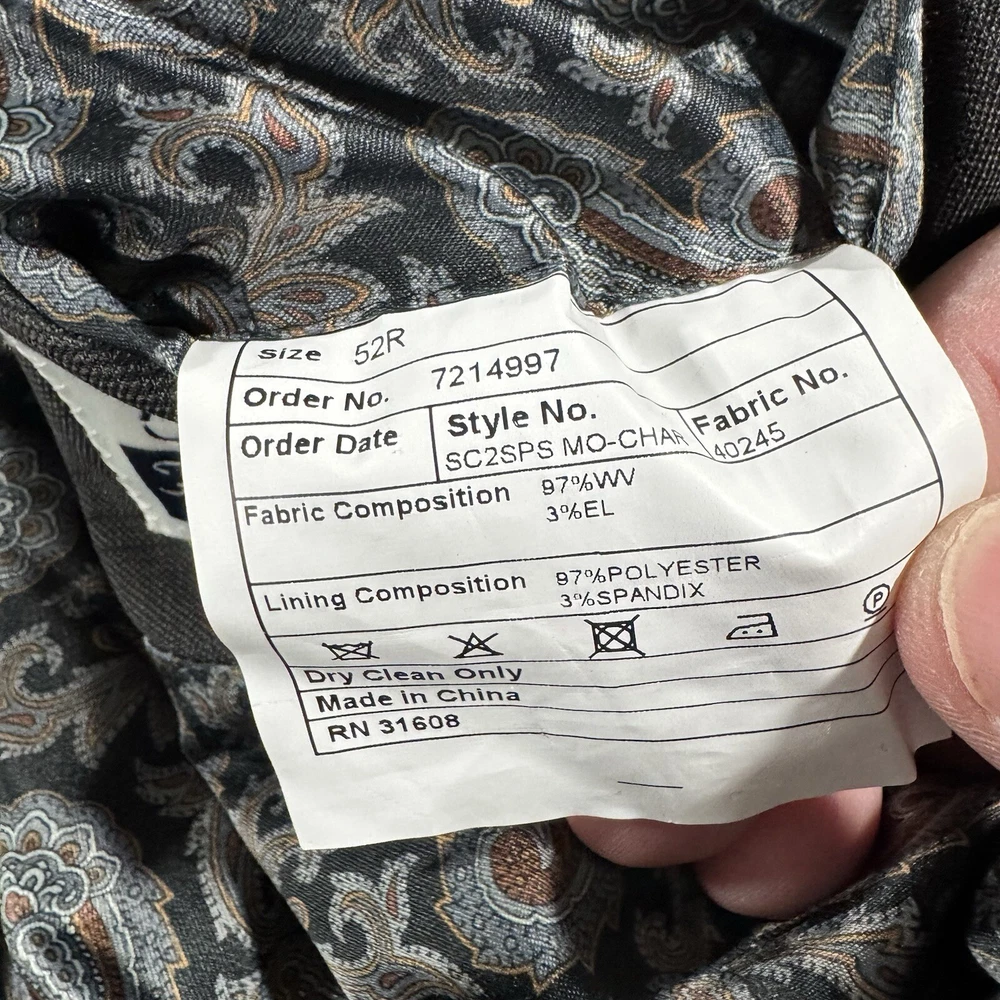 Size 52R
Order No. 7214997
Order Date
Style No.
SC2SPS MO-CHAR
Fabric No.
40245
Fabric Composition 97%WV
3%EL
Lining Composition 97%POLYESTER
3%SPANDIX
P
Dry Clean Only
Made in China
RN 31608